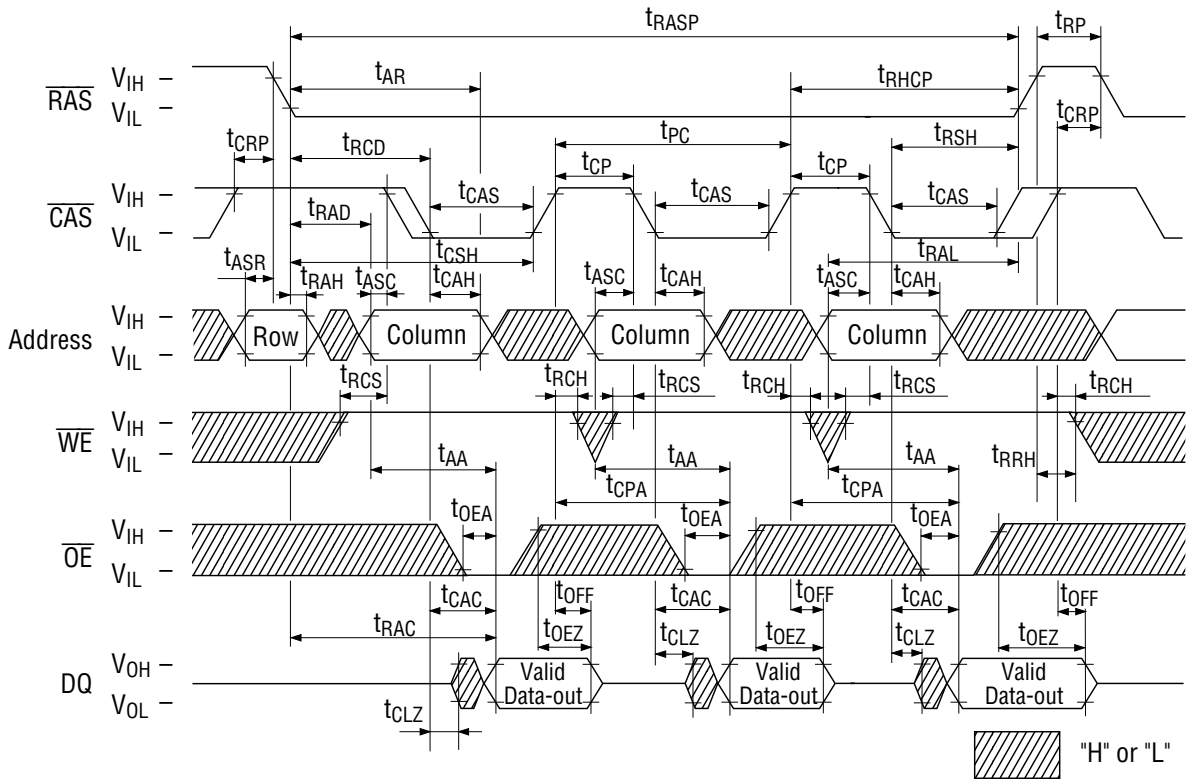 tRASP
tRP
tAR
tRHCP
RAS
VIH
VIL
tCRP
tRCD
tPC
tRSH
tCRP
tCP
tCP
CAS
VIH
VIL
tCAS
tCAS
tCAS
tRAD
tCSH
tRAL
tASR
tRAH
tASC
tCAH
tASC
tCAH
tASC
tCAH
Address
VIH
VIL
Row
Column
Column
Column
tRCS
tRCH
tRCS
tRCH
tRCS
tRCH
WE
VIH
VIL
tAA
tAA
tAA
tRRH
tCPA
tCPA
OE
VIH
VIL
tOEA
tOEA
tOEA
tCAC
tOFF
tCAC
tOFF
tCAC
tOFF
tRAC
tOEZ
tCLZ
tOEZ
tCLZ
tOEZ
DQ
VOH
VOL
Valid
Data-out
Valid
Data-out
Valid
Data-out
tCLZ
"H" or "L"